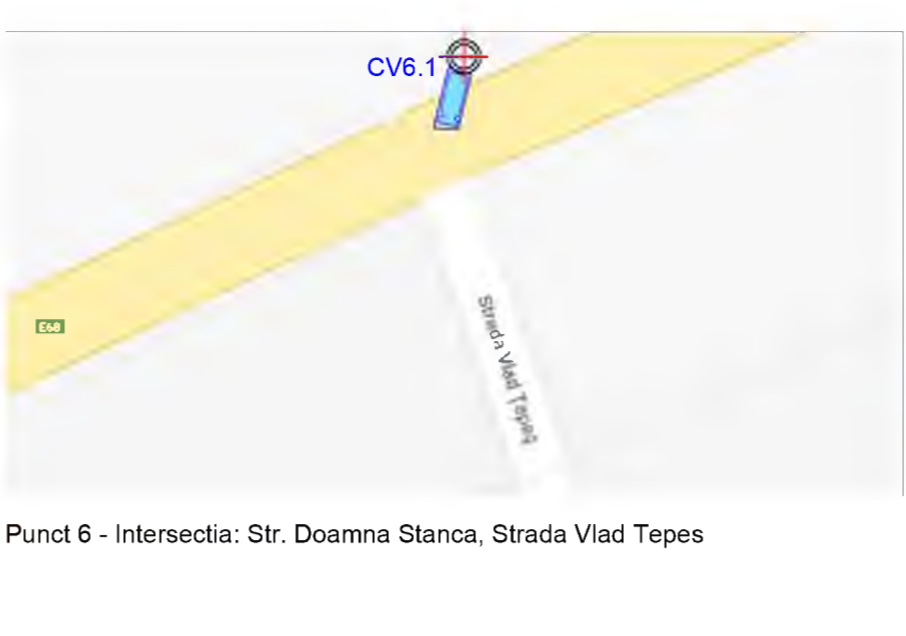 CV6.1
E68
Strada Vlad Țepeș
Punct 6 - Intersectia: Str. Doamna Stanca, Strada Vlad Tepes